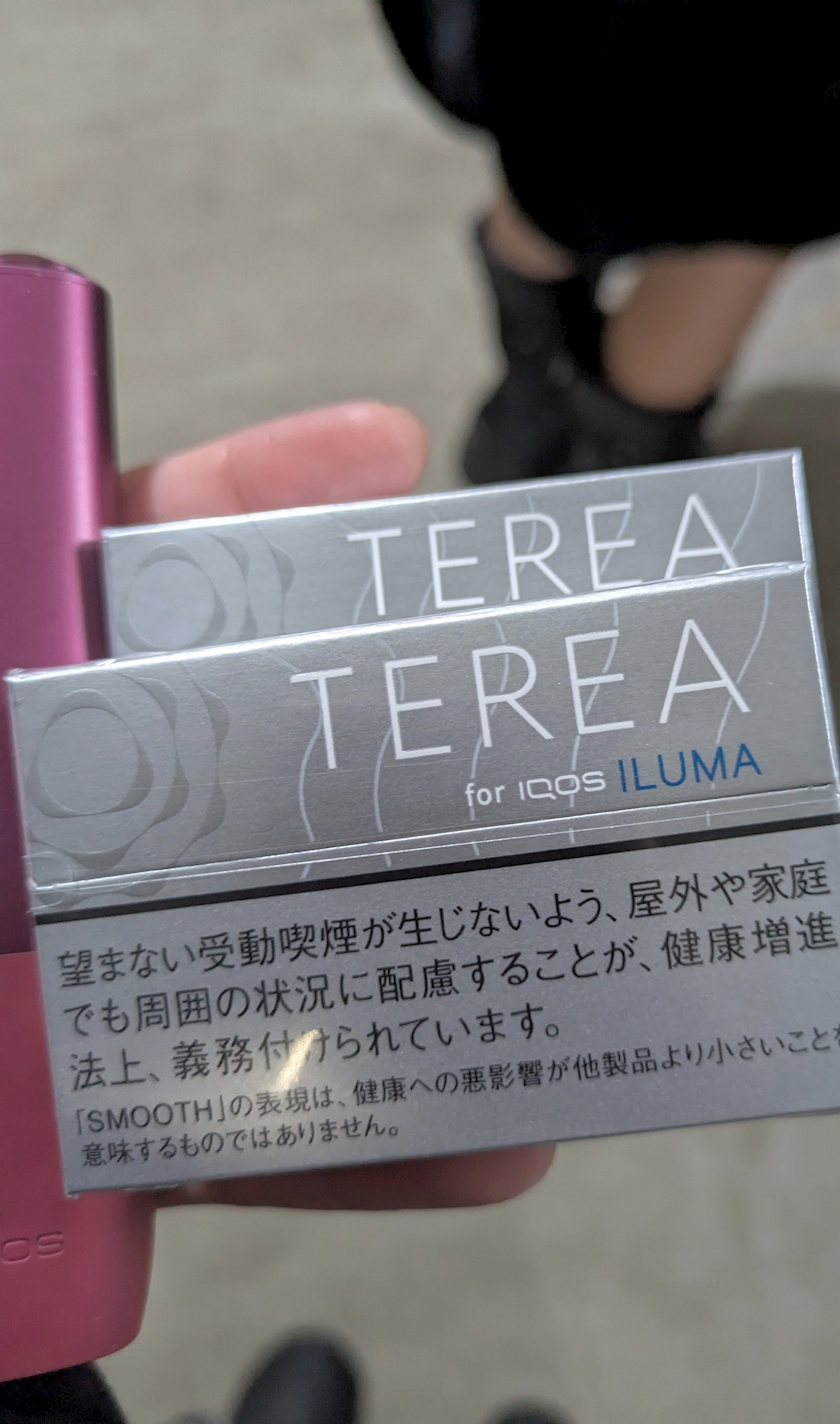 TEREA
TEREA
for IQOS ILUMA
望まない受動喫煙が生じないよう、屋外や家庭
でも周囲の状況に配慮することが、健康増進
法上、義務付けられています。
「SMOOTH」の表現は、健康への悪影響が他製品より小さいことを
意味するものではありません。